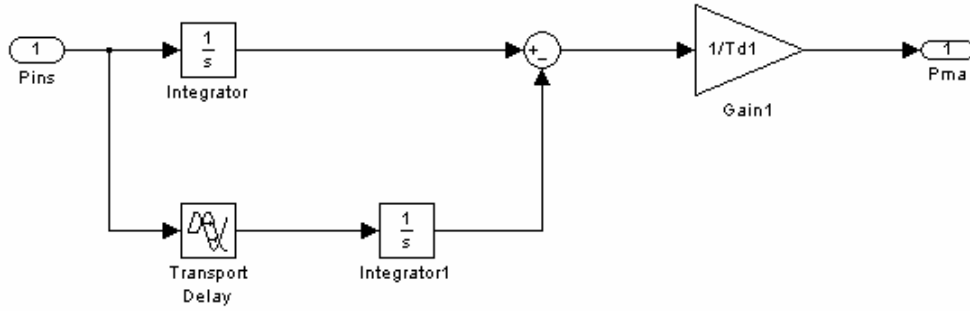 1
Pins
1
s
Integrator
+
−
1/Td1
Gain1
1
Pma
Transport
Delay
1
s
Integrator1